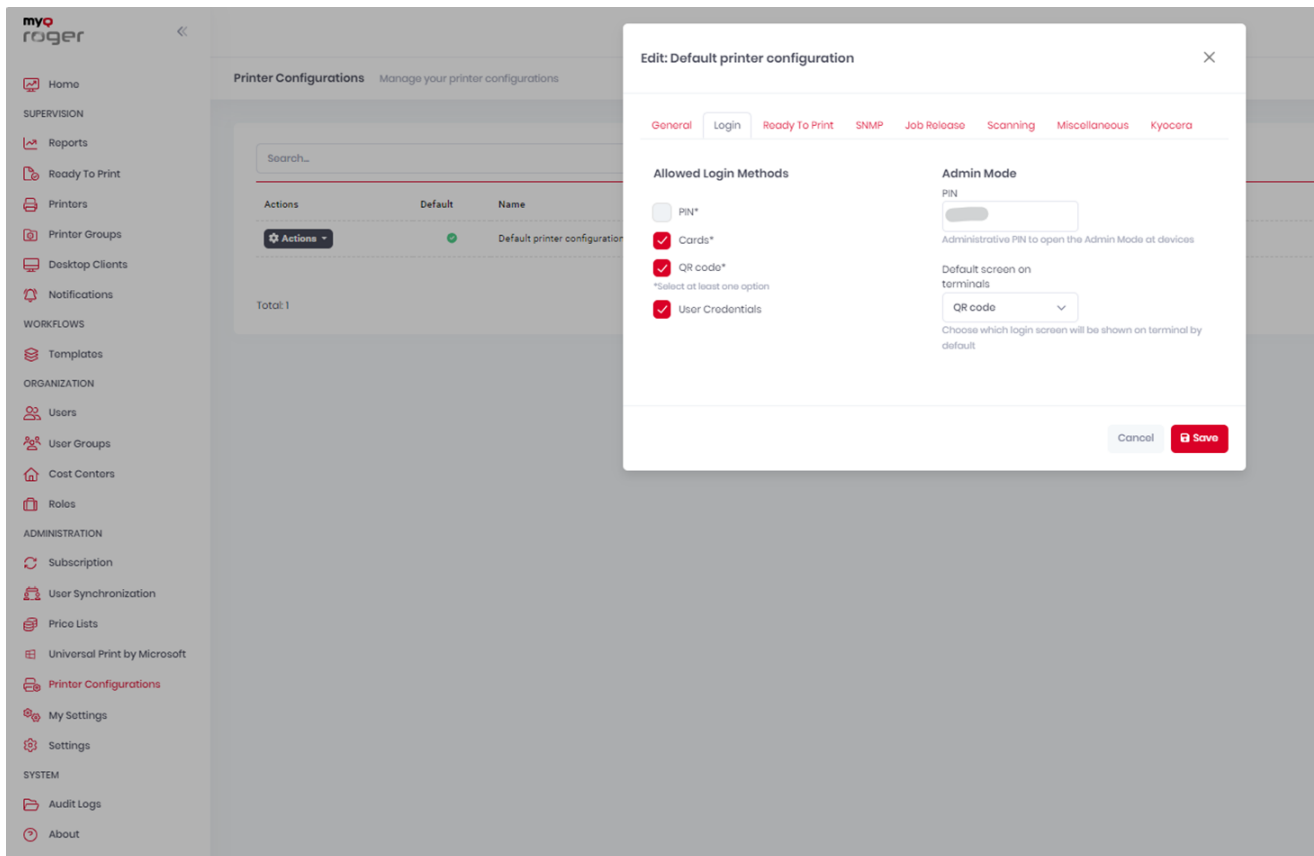 myQ
roger
Home
SUPERVISION
Reports
Ready To Print
Printers
Printer Groups
Desktop Clients
Notifications
WORKFLOWS
Templates
ORGANIZATION
Users
User Groups
Cost Centers
Roles
ADMINISTRATION
Subscription
User Synchronization
Price Lists
Universal Print by Microsoft
Printer Configurations
My Settings
Settings
SYSTEM
Audit Logs
About
Printer Configurations Manage your printer configurations
Search...
Actions Default Name
Actions Default printer configuration
Total: 1
Edit: Default printer configuration
General Login Ready To Print SNMP Job Release Scanning Miscellaneous Kyocera
Allowed Login Methods
PIN*
Cards*
QR code*
*Select at least one option
User Credentials
Admin Mode
PIN
Administrative PIN to open the Admin Mode at devices
Default screen on
terminals
QR code
Choose which login screen will be shown on terminal by
default
Cancel Save